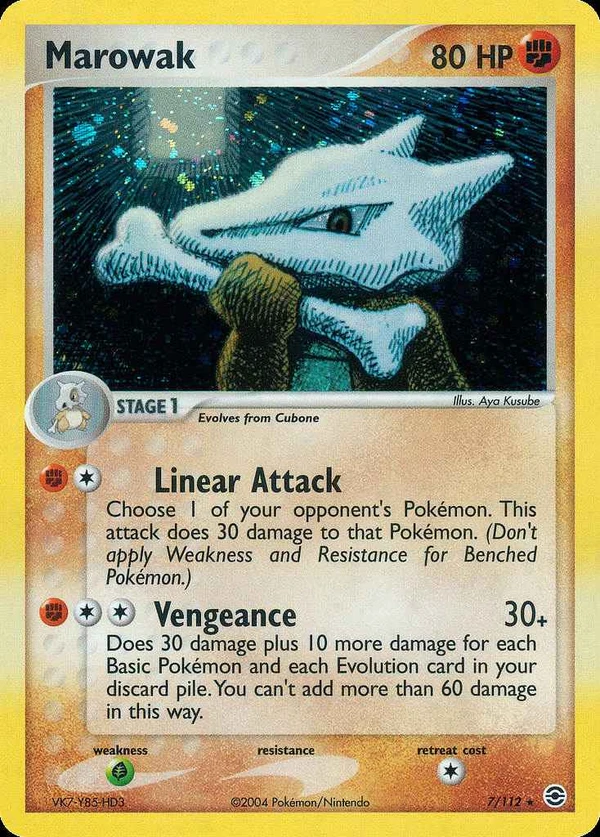 Marowak 80 HP
Illus. Aya Kusube
STAGE 1
Evolves from Cubone
Linear Attack
Choose 1 of your opponent's Pokémon. This
attack does 30 damage to that Pokémon. (Don't
apply Weakness and Resistance for Benched
Pokémon.)
Vengeance 30+
Does 30 damage plus 10 more damage for each
Basic Pokémon and each Evolution card in your
discard pile. You can't add more than 60 damage
in this way.
weakness resistance retreat cost
VK7-Y85-HD3 ©2004 Pokémon/Nintendo 7/112 ★